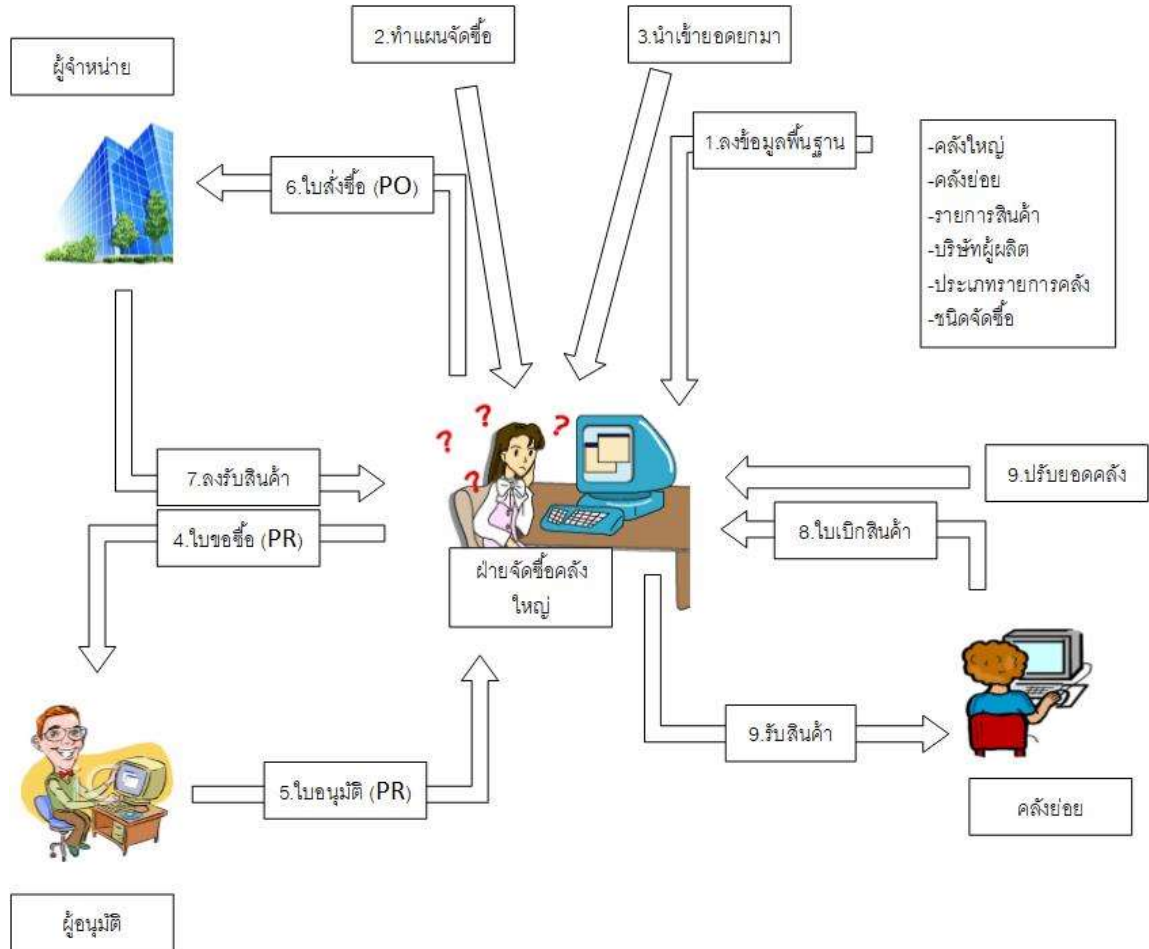 2.ทำแผนจัดซื้อ
3.นำเข้ายอดยกมา
ผู้จำหน่าย
1.ลงข้อมูลพื้นฐาน
-คลังใหญ่
-คลังย่อย
-รายการสินค้า
-บริษัทผู้ผลิต
-ประเภทรายการคลัง
-ชนิดจัดซื้อ
6.ใบสั่งซื้อ (PO)
7.ลงรับสินค้า
9.ปรับยอดคลัง
4.ใบขอซื้อ (PR)
8.ใบเบิกสินค้า
ฝ่ายจัดซื้อคลัง
ใหญ่
9.รับสินค้า
5.ใบอนุมัติ (PR)
คลังย่อย
ผู้อนุมัติ